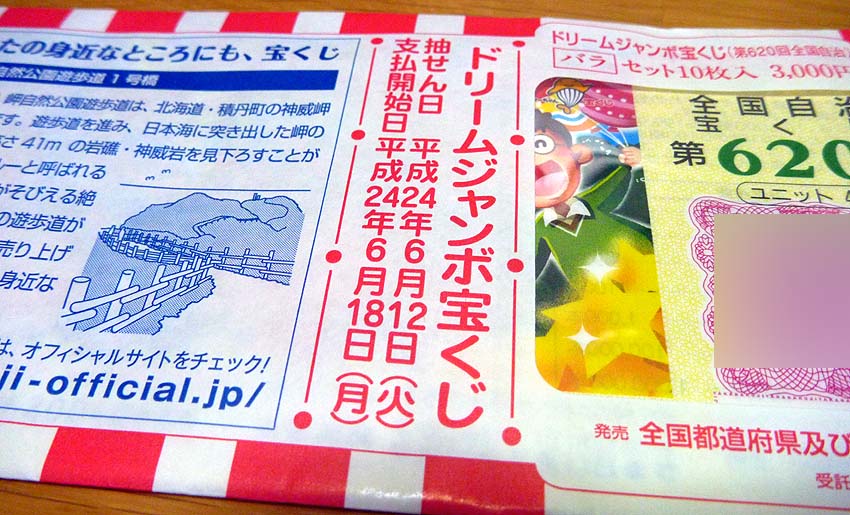 たの身近なところにも、宝くじ
自然公園遊歩道1号橋
岬自然公園遊歩道は、北海道・積丹町の神威岬
す。遊歩道を進み、日本海に突き出した岬の
さ41mの岩礁・神威岩を見下ろすことが
ルーと呼ばれる
がそびえる絶
の遊歩道が
売り上げ
身近な
は、オフィシャルサイトをチェック!
ji-official.jp/
ドリームジャンボ宝くじ
抽せん日 平成24年6月12日(火)
支払開始日 平成24年6月18日(月)
ドリームジャンボ宝くじ(第620回全国自治
バラ セット10枚入 3,000円
全国自治
宝く
第620
ユニット
発売 全国都道府県及び
受託